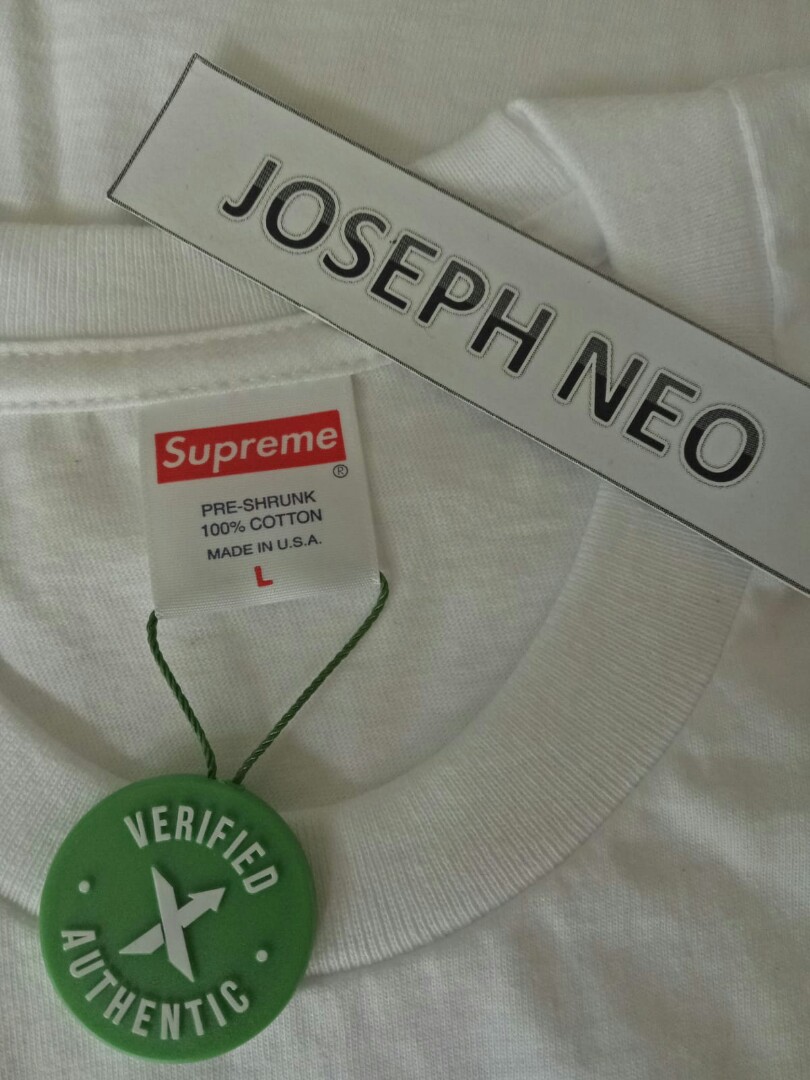 JOSEPH NEO
Supreme
®
PRE-SHRUNK
100% COTTON
MADE IN U.S.A.
L
VERIFIED
X
AUTHENTIC